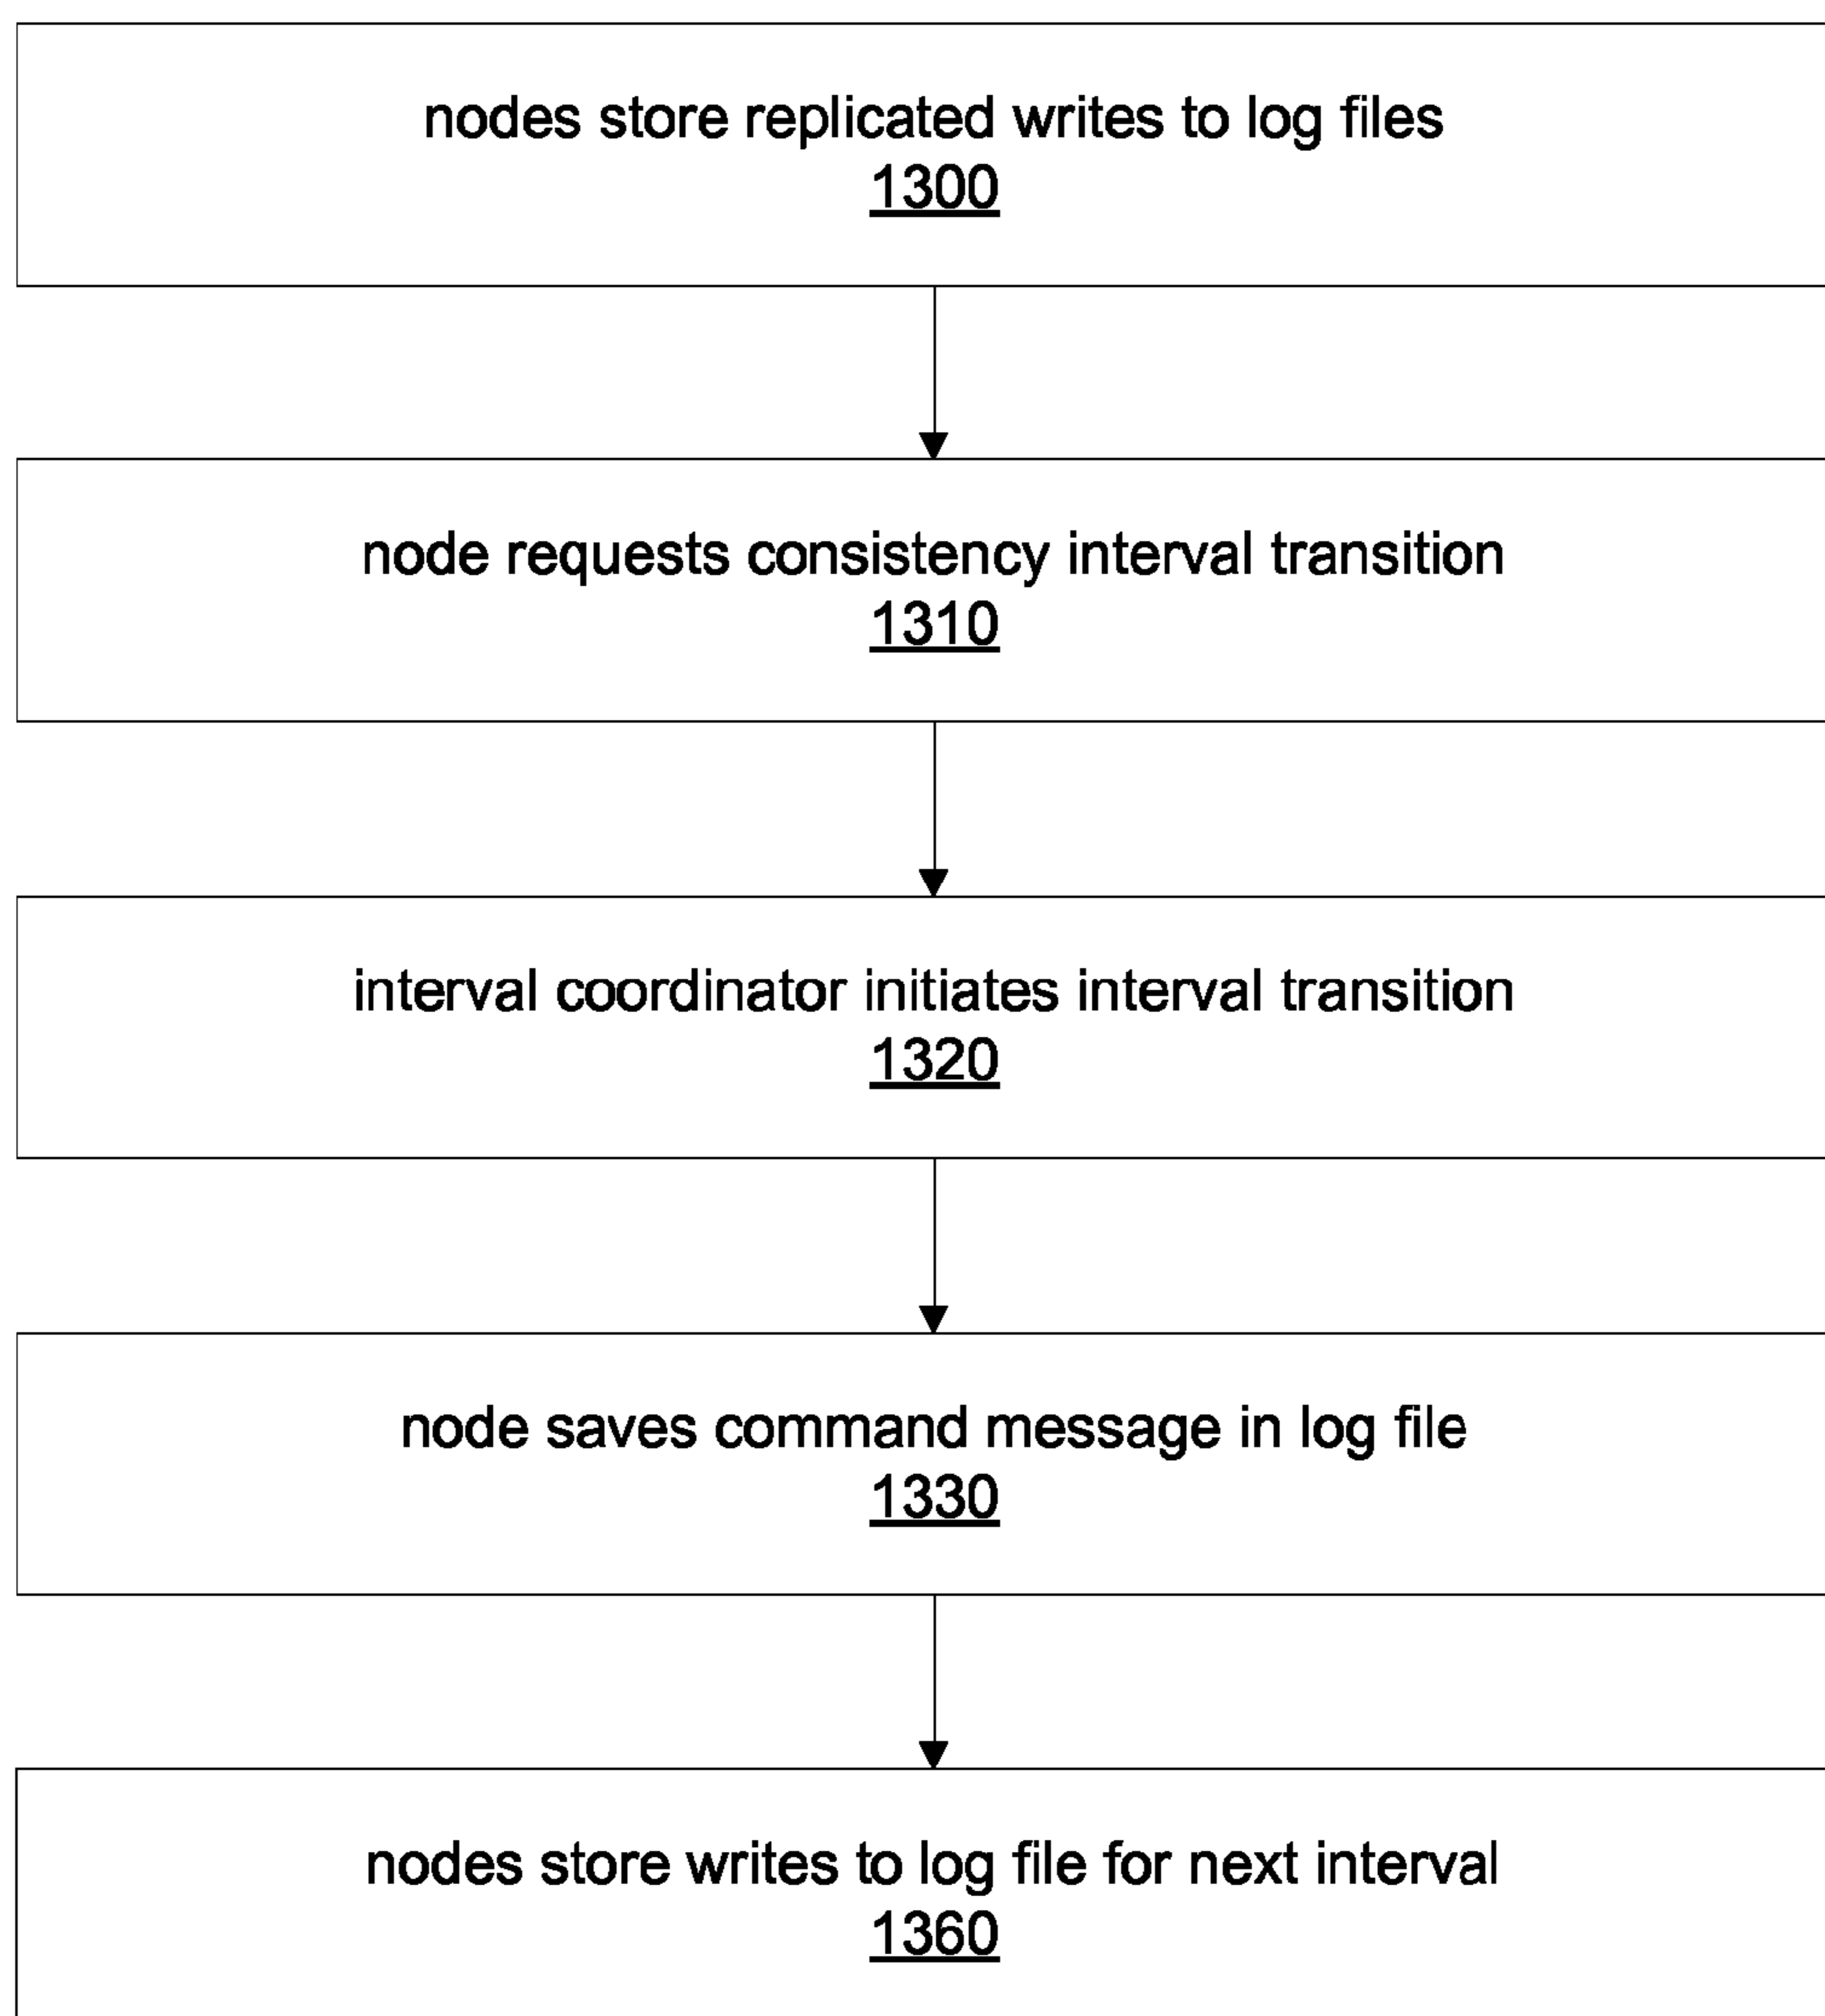 nodes store replicated writes to log files
1300
node requests consistency interval transition
1310
interval coordinator initiates interval transition
1320
node saves command message in log file
1330
nodes store writes to log file for next interval
1360